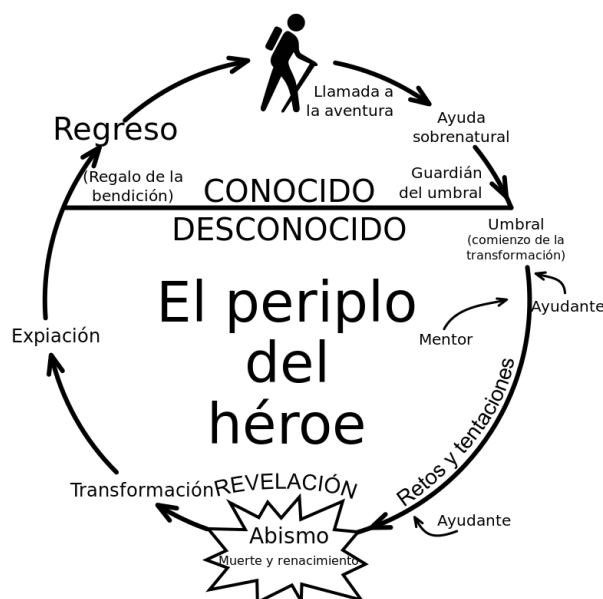 Llamada a
la aventura
Ayuda
sobrenatural
Regreso
(Regalo de la
bendición)
CONOCIDO
Guardián
del umbral
DESCONOCIDO
Umbral
(comienzo de la
transformación)
El periplo
del
héroe
Ayudante
Mentor
Expiación
Retos y tentaciones
Transformación
REVELACIÓN
Ayudante
Abismo
Muerte y renacimiento